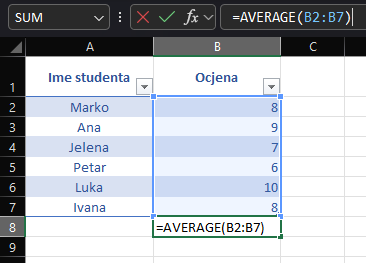 SUM fx =AVERAGE(B2:B7)
A B C
1 Ime studenta Ocjena
2 Marko 8
3 Ana 9
4 Jelena 7
5 Petar 6
6 Luka 10
7 Ivana 8
8 =AVERAGE(B2:B7)
9